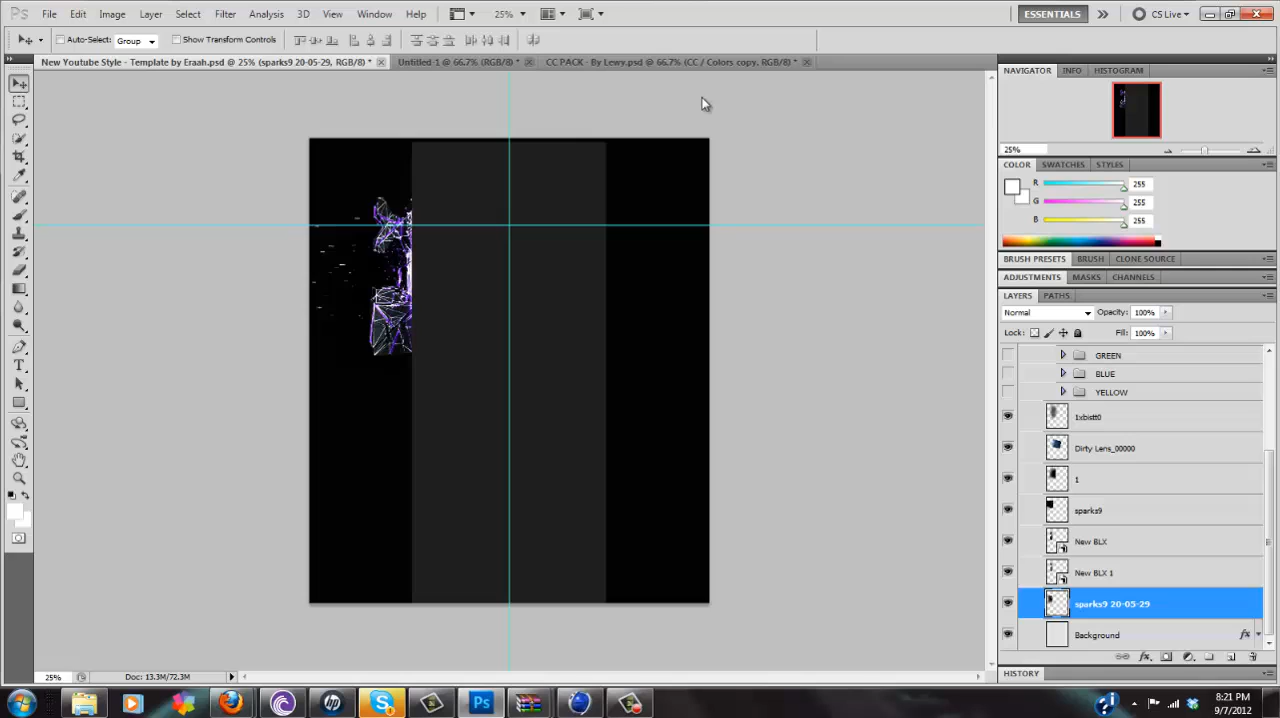 Ps File Edit Image Layer Select Filter Analysis 3D View Window Help 25% ESSENTIALS CS Live
Auto-Select: Group Show Transform Controls
New Youtube Style - Template by Eraah.psd @ 25% (sparks9 20-05-29, RGB/8) * Untitled-1 @ 66.7% (RGB/8) * CC PACK - By Lewy.psd @ 66.7% (CC / Colors copy, RGB/8) *
NAVIGATOR INFO HISTOGRAM
25%
COLOR SWATCHES STYLES
R 255
G 255
B 255
BRUSH PRESETS BRUSH CLONE SOURCE
ADJUSTMENTS MASKS CHANNELS
LAYERS PATHS
Normal Opacity: 100%
Lock: Fill: 100%
GREEN
BLUE
YELLOW
1xbistt0
Dirty Lens_00000
1
sparks9
New BLX
New BLX 1
sparks9 20-05-29
Background fx
HISTORY
25% Doc: 13.3M/72.3M
8:21 PM
9/7/2012